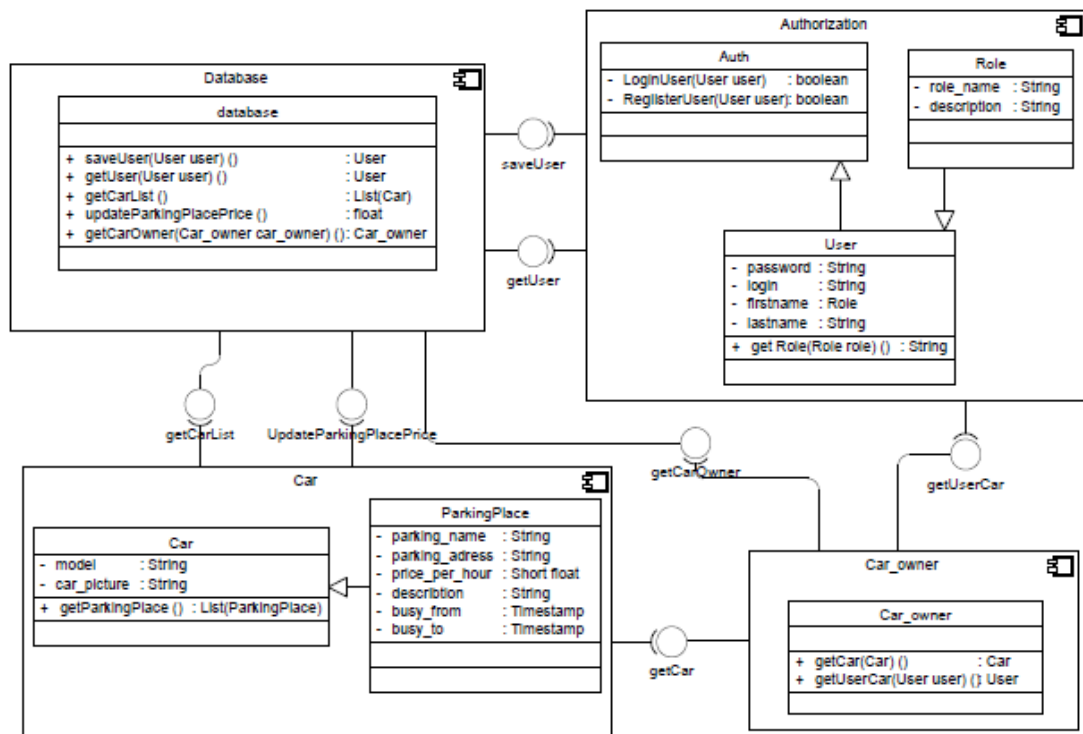 Authorization
Auth
- LoginUser(User user) : boolean
- RegIisterUser(User user): boolean
Role
- role_name : String
- description : String
Database
database
+ saveUser(User user) () : User
+ getUser(User user) () : User
+ getCarList () : List(Car)
+ updateParkingPlacePrice () : float
+ getCarOwner(Car_owner car_owner) (): Car_owner
saveUser
getUser
User
- password : String
- login : String
- firstname : Role
- lastname : String
+ get Role(Role role) () : String
getCarList
UpdateParkingPlacePrice
getCarOwner
getUserCar
Car
Car
- model : String
- car_picture : String
+ getParkingPlace () : List(ParkingPlace)
ParkingPlace
- parking_name : String
- parking_adress : String
- price_per_hour : Short float
- describtion : String
- busy_from : Timestamp
- busy_to : Timestamp
getCar
Car_owner
Car_owner
+ getCar(Car) () : Car
+ getUserCar(User user) (): User